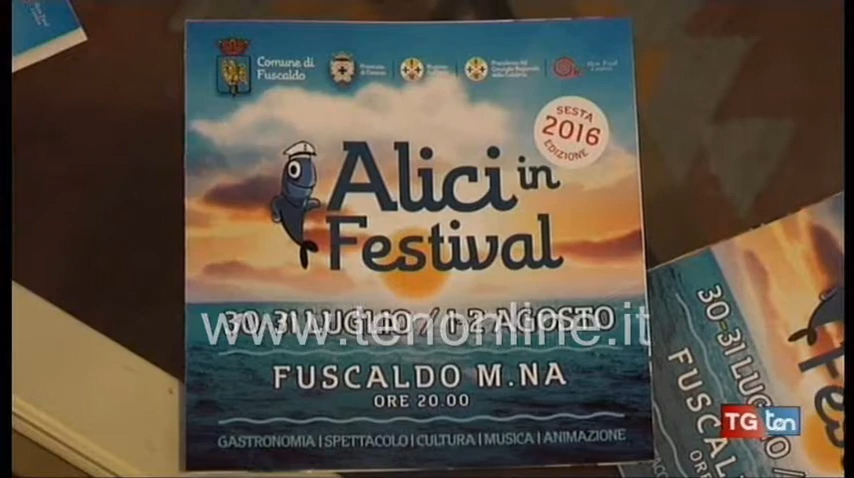 Comune di
Fuscaldo
SESTA
2016
EDIZIONE
Alici in
Festival
30-31 LUGLIO // 1-2 AGOSTO
www.tenonline.it
FUSCALDO M.NA
ORE 20.00
GASTRONOMIA | SPETTACOLO | CULTURA | MUSICA | ANIMAZIONE
30-31 LUGLIO
FUSCAL
ORE
TG ten